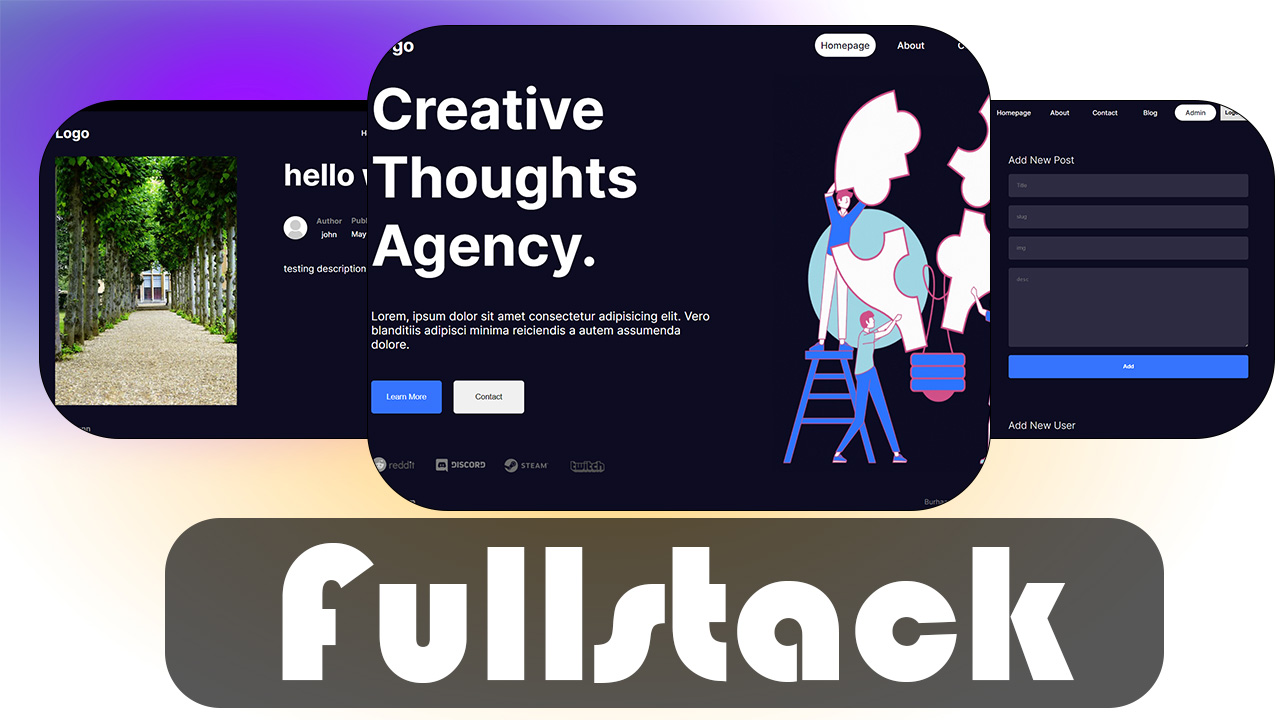 Logo
hello
Author
john
May
testing description
Homepage
About
Creative
Thoughts
Agency.
Lorem, ipsum dolor sit amet consectetur adipisicing elit. Vero
blanditiis adipisci minima reiciendis a autem assumenda
dolore.
Learn More
Contact
reddit
DISCORD
STEAM
twitch
Homepage
About
Contact
Blog
Admin
Add New Post
Title
slug
img
desc
Add
Add New User
Fullstack